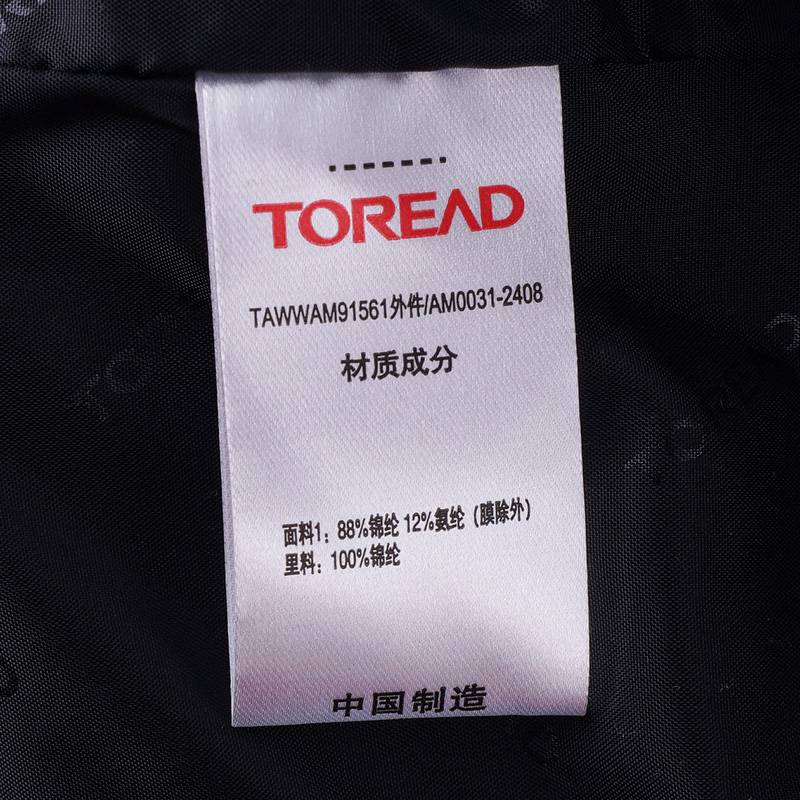 TOREAD
TAWWAM91561外件/AM0031-2408
材质成分
面料1：88%锦纶 12%氨纶（膜除外）
里料：100%锦纶
中国制造